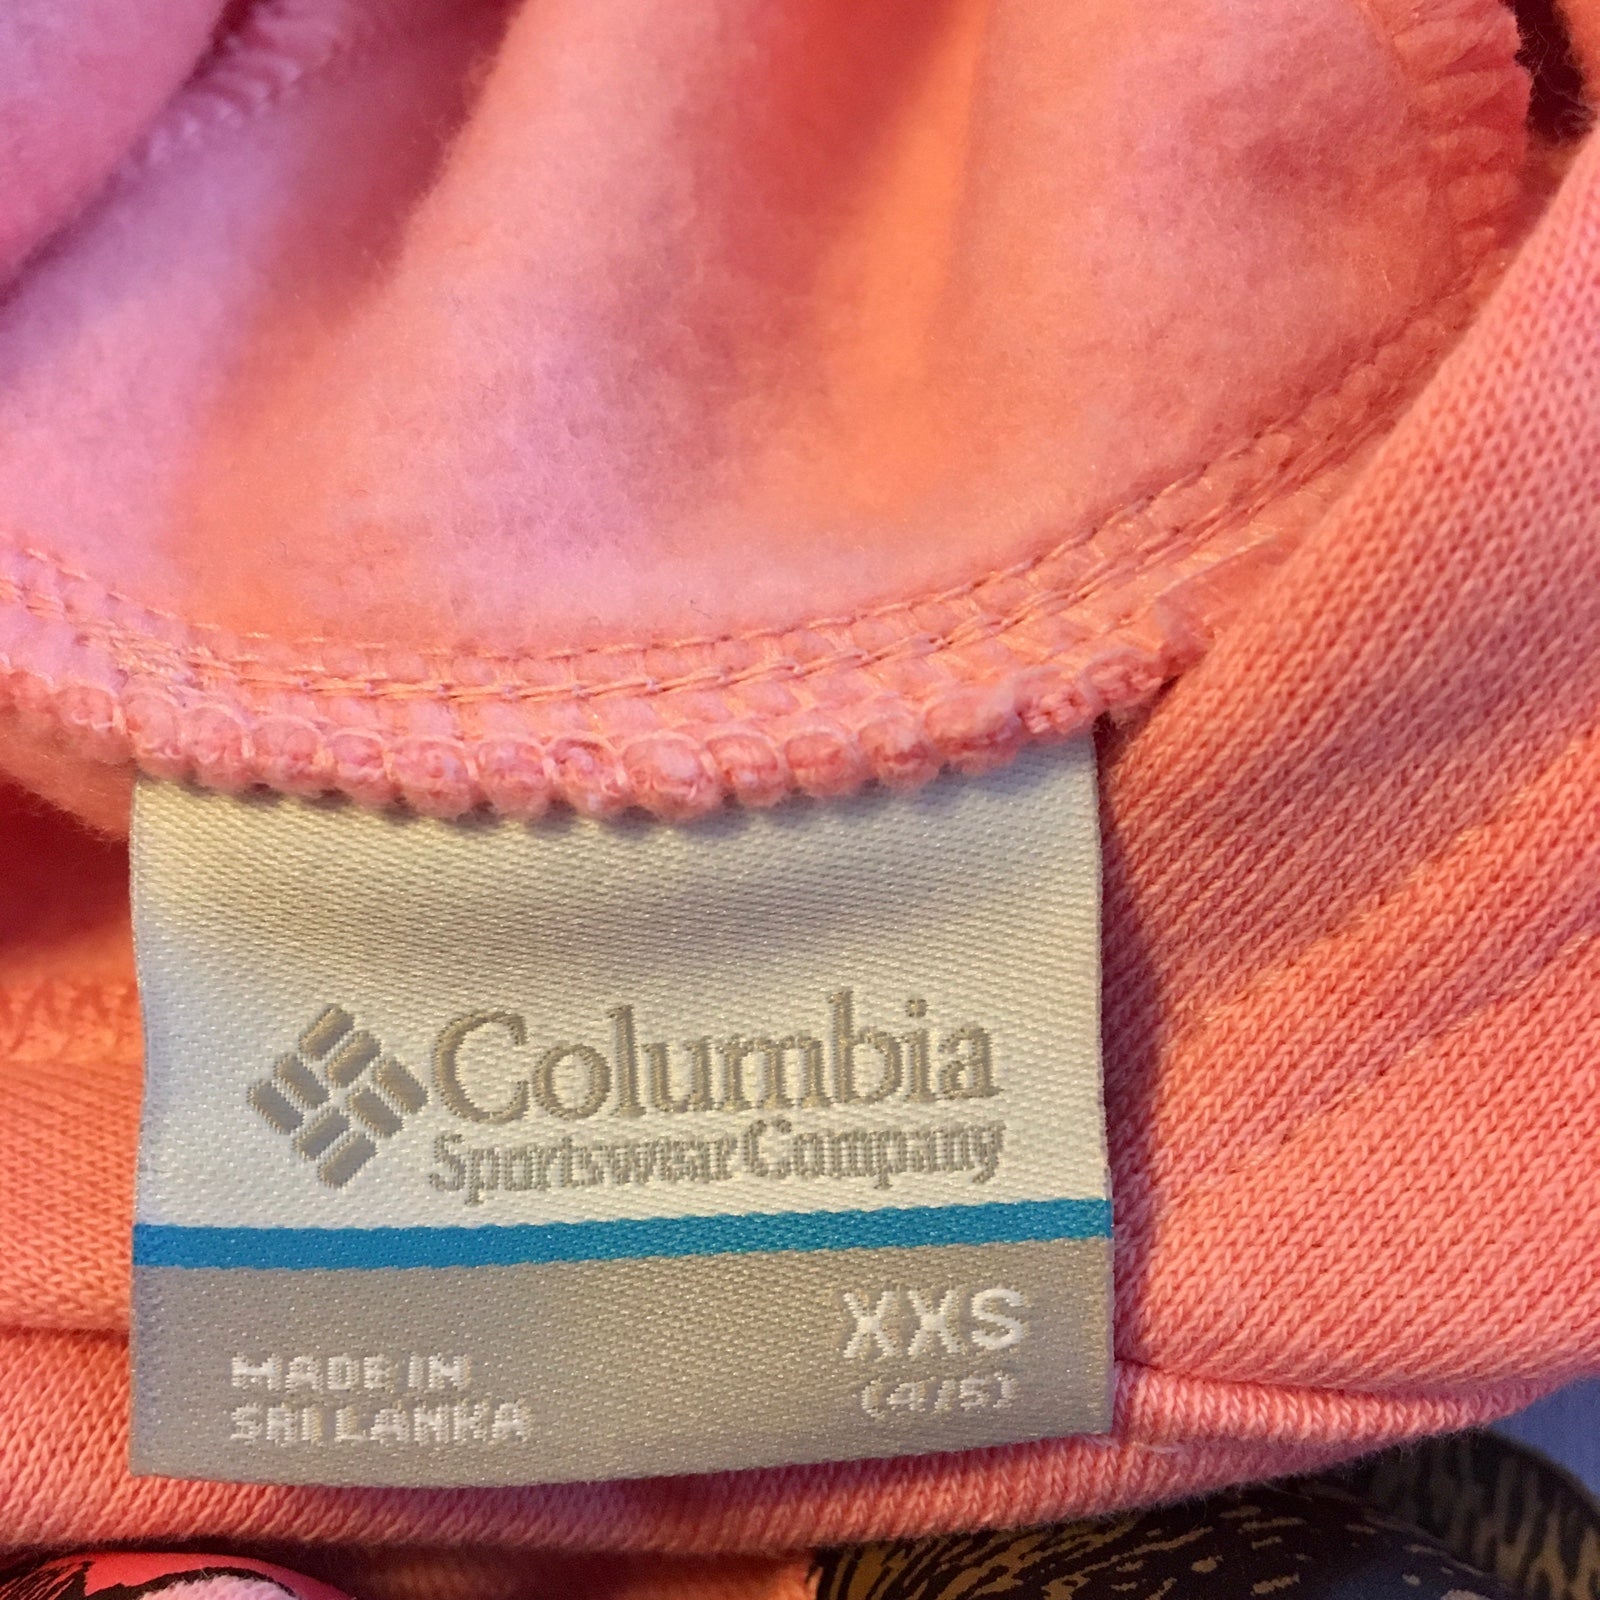 Columbia
Sportswear Company
XXS
(4/5)
MADE IN
SRI LANKA